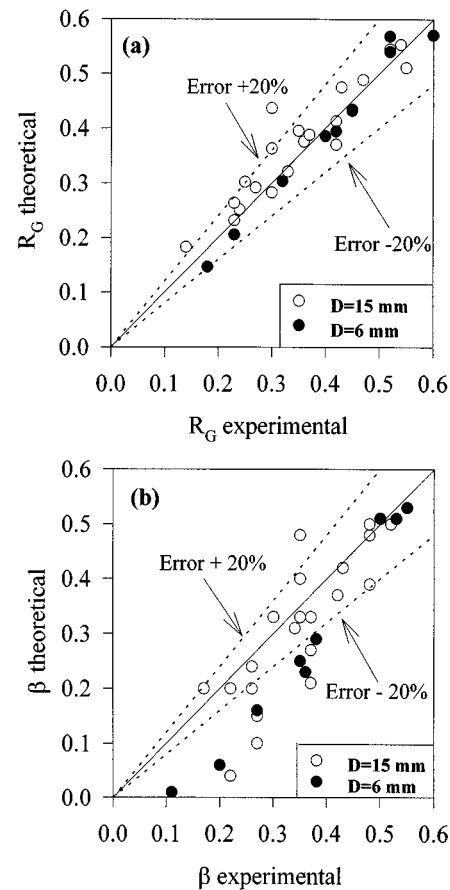 (a)
0.6
0.5
0.4
0.3
0.2
0.1
0.0
R_G theoretical
Error +20%
Error -20%
D=15 mm
D=6 mm
0.0 0.1 0.2 0.3 0.4 0.5 0.6
R_G experimental
(b)
0.6
0.5
0.4
0.3
0.2
0.1
0.0
β theoretical
Error + 20%
Error - 20%
D=15 mm
D=6 mm
0.0 0.1 0.2 0.3 0.4 0.5 0.6
β experimental